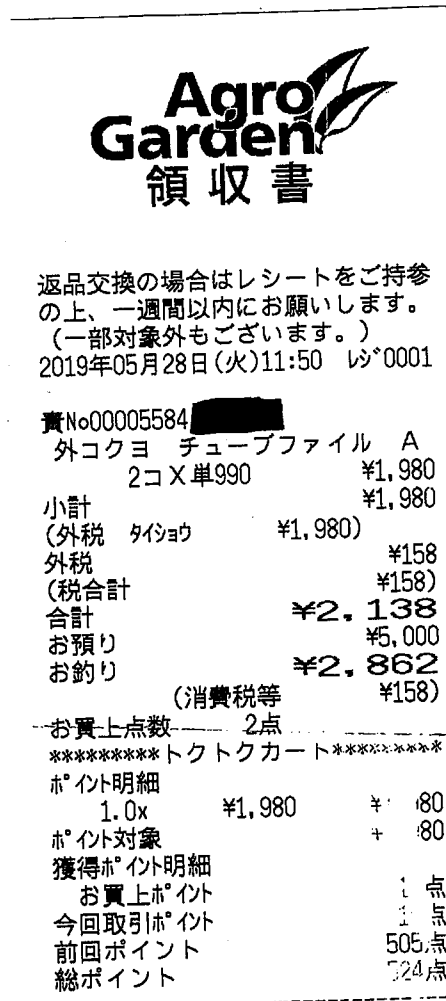 Agro
Garden
領収書
返品交換の場合はレシートをご持参
の上、一週間以内にお願いします。
(一部対象外もございます。)
2019年05月28日(火)11:50 ﾚｼﾞ0001
責No00005584
外コクヨ チューブファイル A
2コX単990 ¥1,980
小計 ¥1,980
(外税 ﾀｲｼｮｳ ¥1,980)
外税 ¥158
(税合計 ¥158)
合計 ¥2,138
お預り ¥5,000
お釣り ¥2,862
(消費税等 ¥158)
お買上点数 2点
*********トクトクカート*********
ﾎﾟｲﾝﾄ明細
1.0x ¥1,980
ﾎﾟｲﾝﾄ対象
獲得ﾎﾟｲﾝﾄ明細
お買上ﾎﾟｲﾝﾄ 点
今回取引ﾎﾟｲﾝﾄ 点
前回ポイント 505点
総ポイント 点